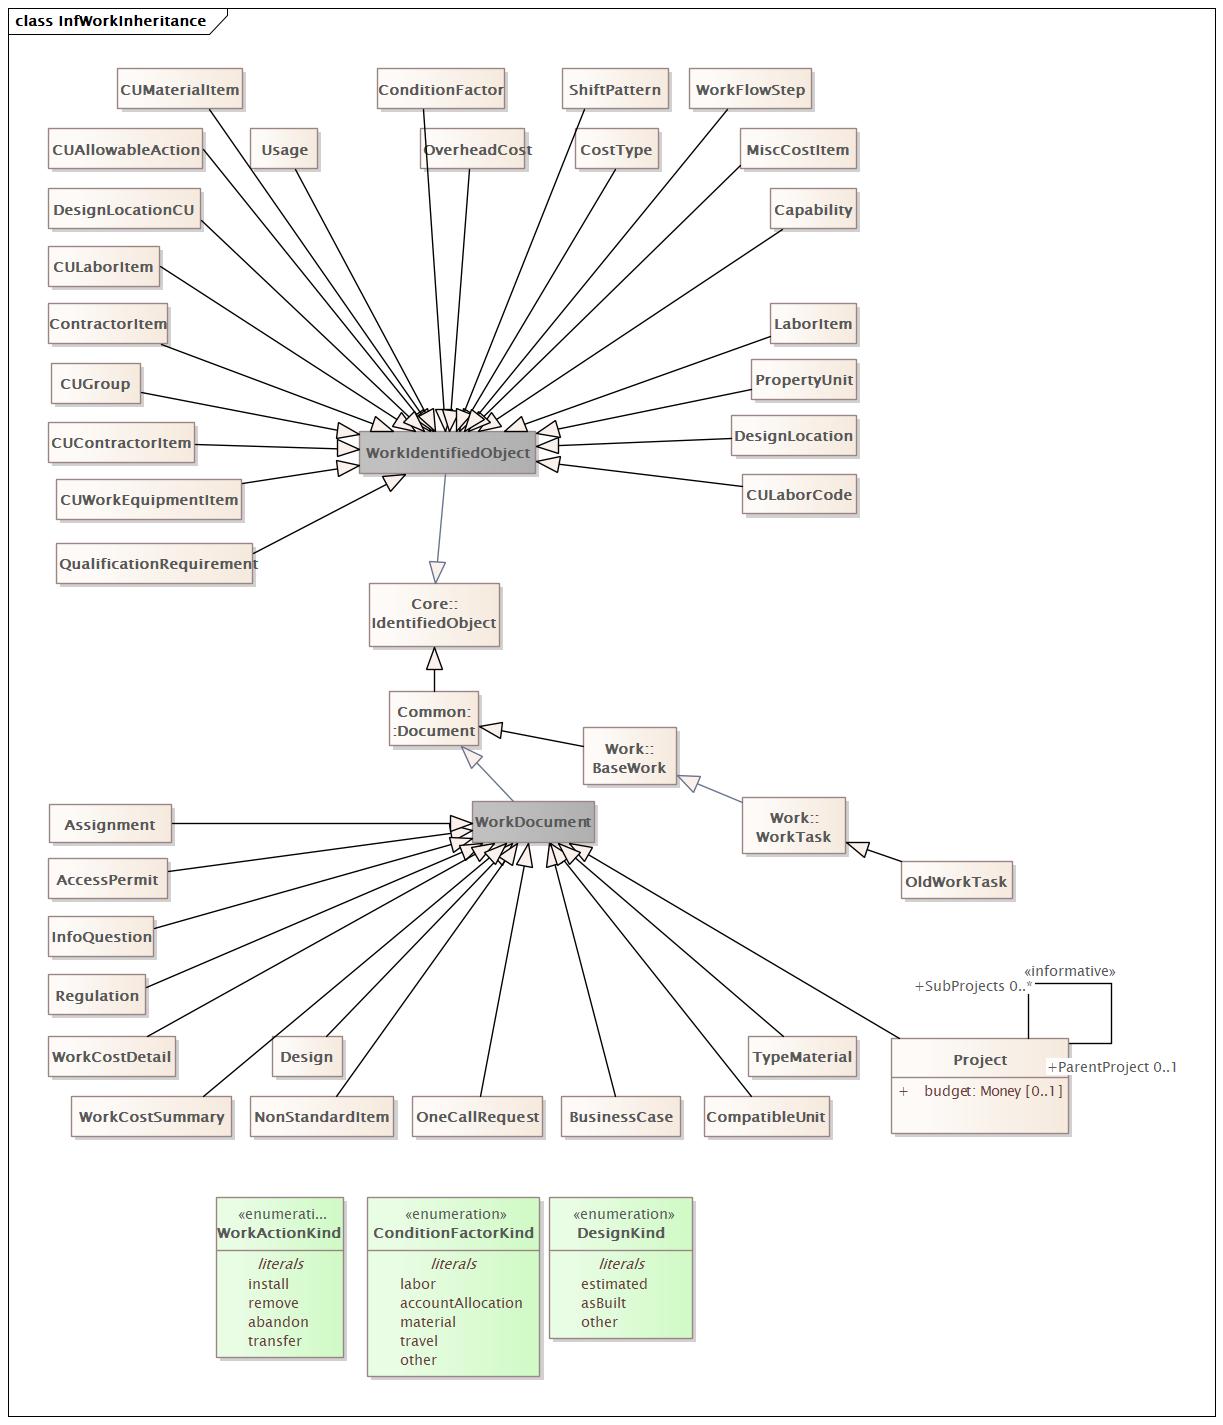 class InfWorkInheritance
CUMaterialItem
ConditionFactor
ShiftPattern
WorkFlowStep
CUAllowableAction
Usage
OverheadCost
CostType
MiscCostItem
DesignLocationCU
Capability
CULaborItem
ContractorItem
LaborItem
CUGroup
PropertyUnit
CUContractorItem
WorkIdentifiedObject
DesignLocation
CUWorkEquipmentItem
CULaborCode
QualificationRequirement
Core::
IdentifiedObject
Common:
:Document
Work::
BaseWork
Assignment
WorkDocument
Work::
WorkTask
AccessPermit
OldWorkTask
InfoQuestion
Regulation
«informative»
+SubProjects 0..*
WorkCostDetail
Design
TypeMaterial
Project
+ParentProject 0..1
+ budget: Money [0..1]
WorkCostSummary
NonStandardItem
OneCallRequest
BusinessCase
CompatibleUnit
«enumerati...
WorkActionKind
literals
install
remove
abandon
transfer
«enumeration»
ConditionFactorKind
literals
labor
accountAllocation
material
travel
other
«enumeration»
DesignKind
literals
estimated
asBuilt
other